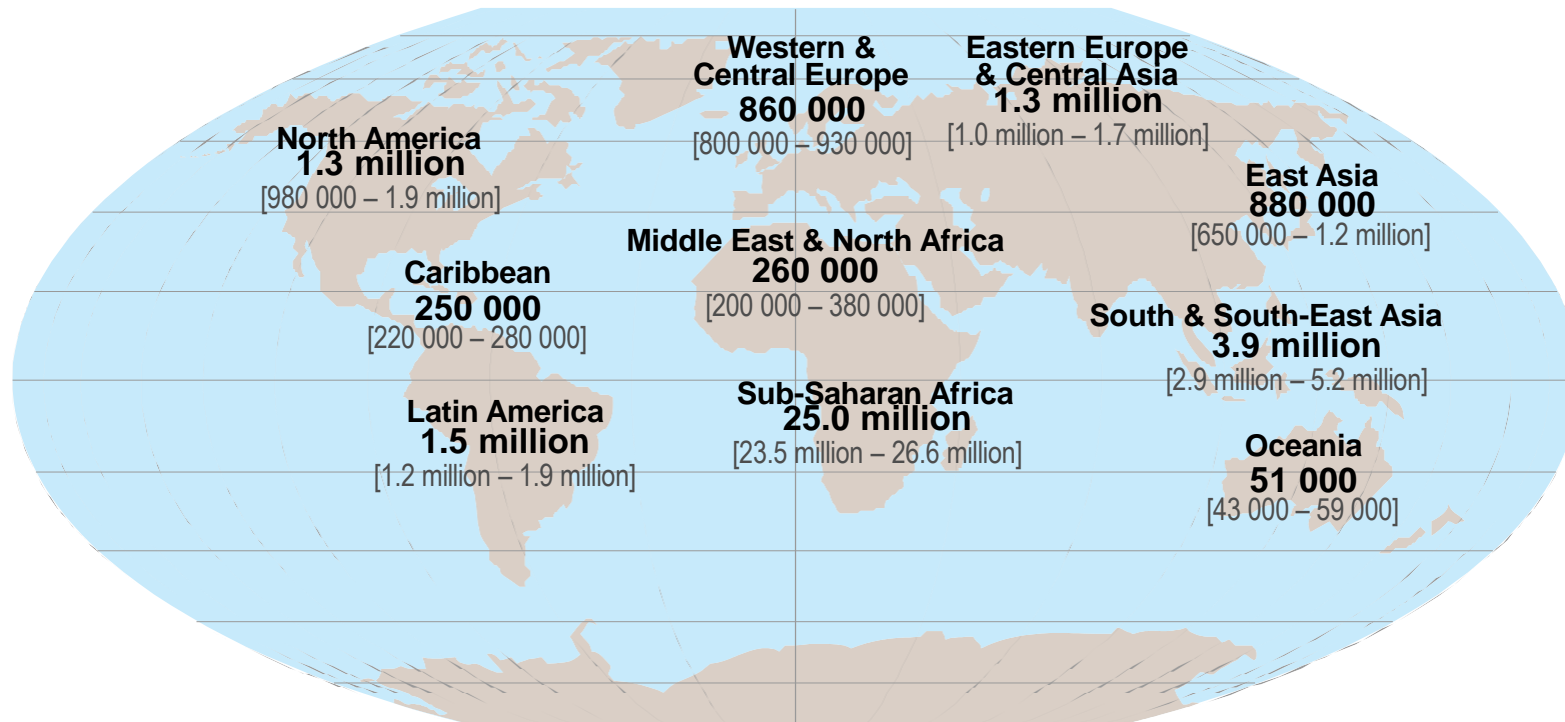 Western &
Central Europe
860 000
[800 000 – 930 000]
Eastern Europe
& Central Asia
1.3 million
[1.0 million – 1.7 million]
North America
1.3 million
[980 000 – 1.9 million]
East Asia
880 000
[650 000 – 1.2 million]
Middle East & North Africa
260 000
[200 000 – 380 000]
Caribbean
250 000
[220 000 – 280 000]
South & South-East Asia
3.9 million
[2.9 million – 5.2 million]
Sub-Saharan Africa
25.0 million
[23.5 million – 26.6 million]
Latin America
1.5 million
[1.2 million – 1.9 million]
Oceania
51 000
[43 000 – 59 000]